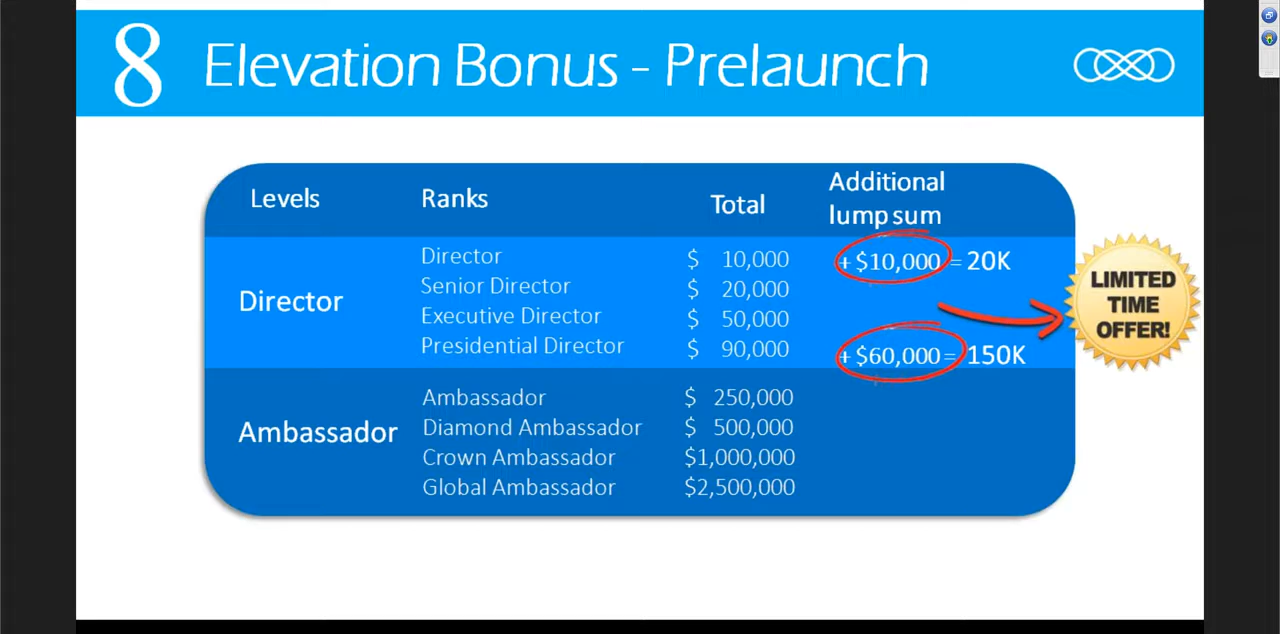 8 Elevation Bonus - Prelaunch
Levels Ranks Total Additional lump sum
Director
Director $ 10,000 + $10,000 = 20K
Senior Director $ 20,000
Executive Director $ 50,000
Presidential Director $ 90,000 + $60,000 = 150K
LIMITED
TIME
OFFER!
Ambassador
Ambassador $ 250,000
Diamond Ambassador $ 500,000
Crown Ambassador $1,000,000
Global Ambassador $2,500,000